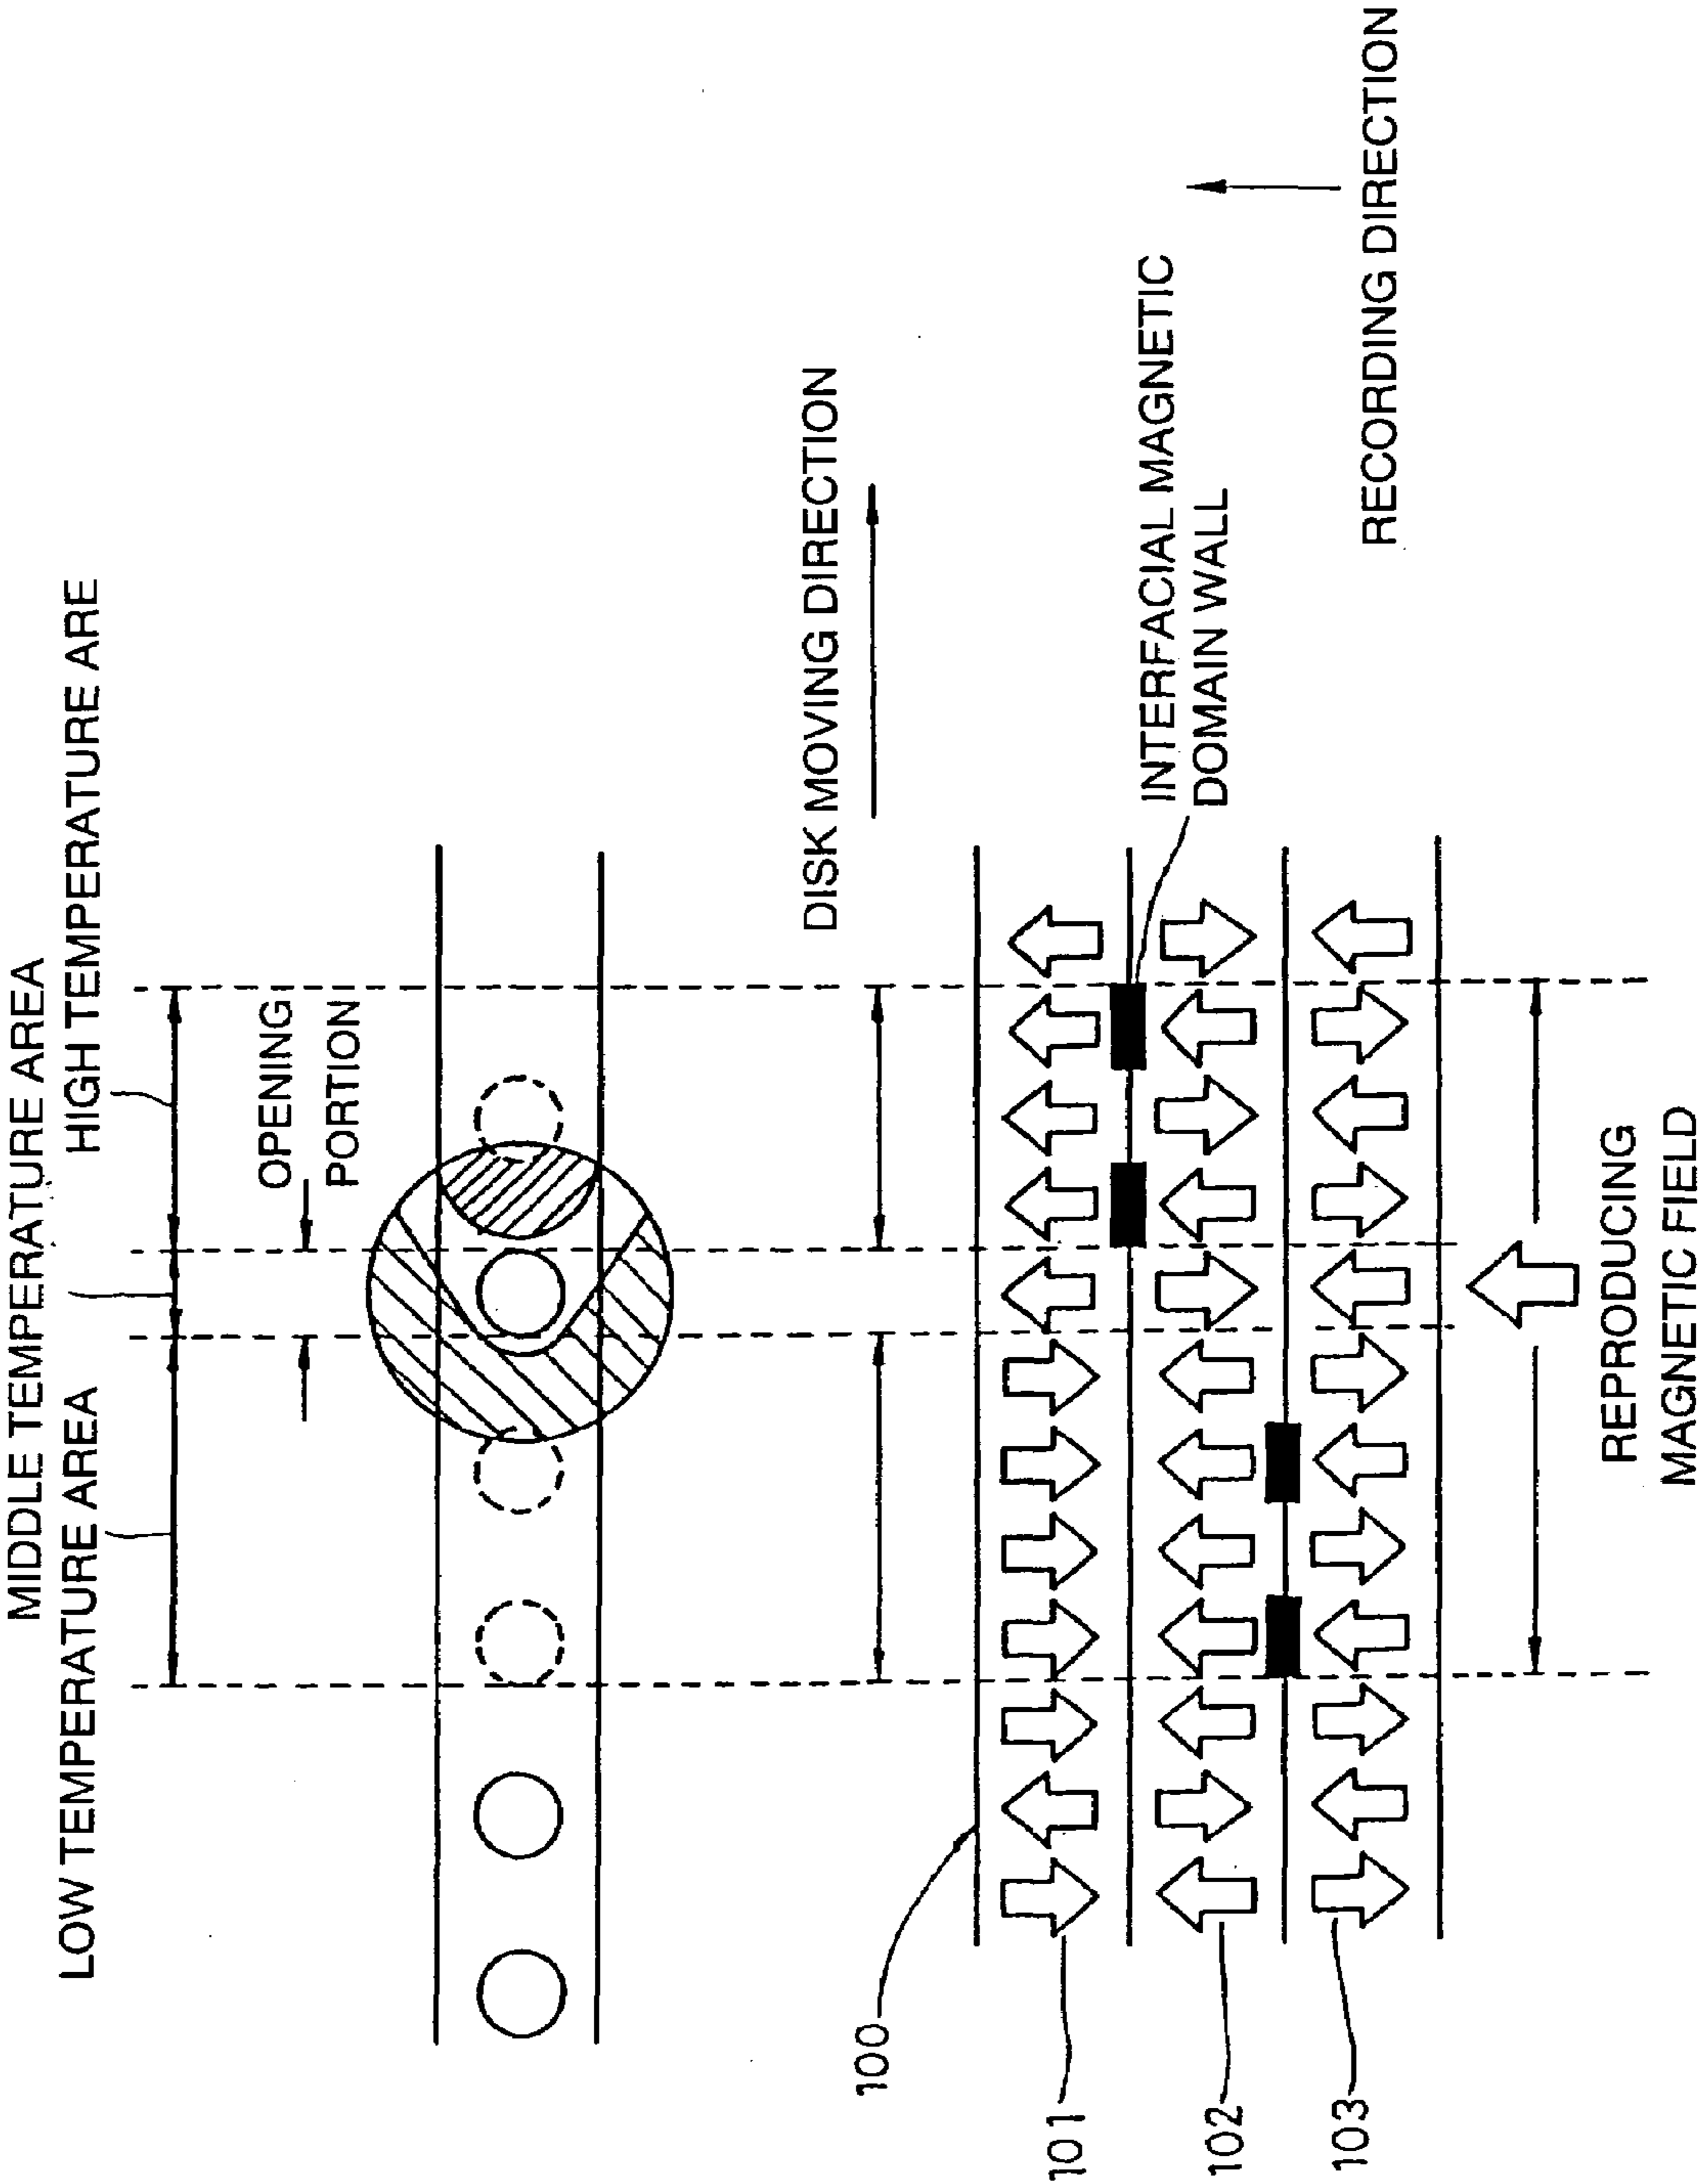 MIDDLE TEMPERATURE AREA
LOW TEMPERATURE AREA
HIGH TEMPERATURE ARE
OPENING
PORTION
DISK MOVING DIRECTION
100
101
102
103
INTERFACIAL MAGNETIC
DOMAIN WALL
RECORDING DIRECTION
REPRODUCING
MAGNETIC FIELD